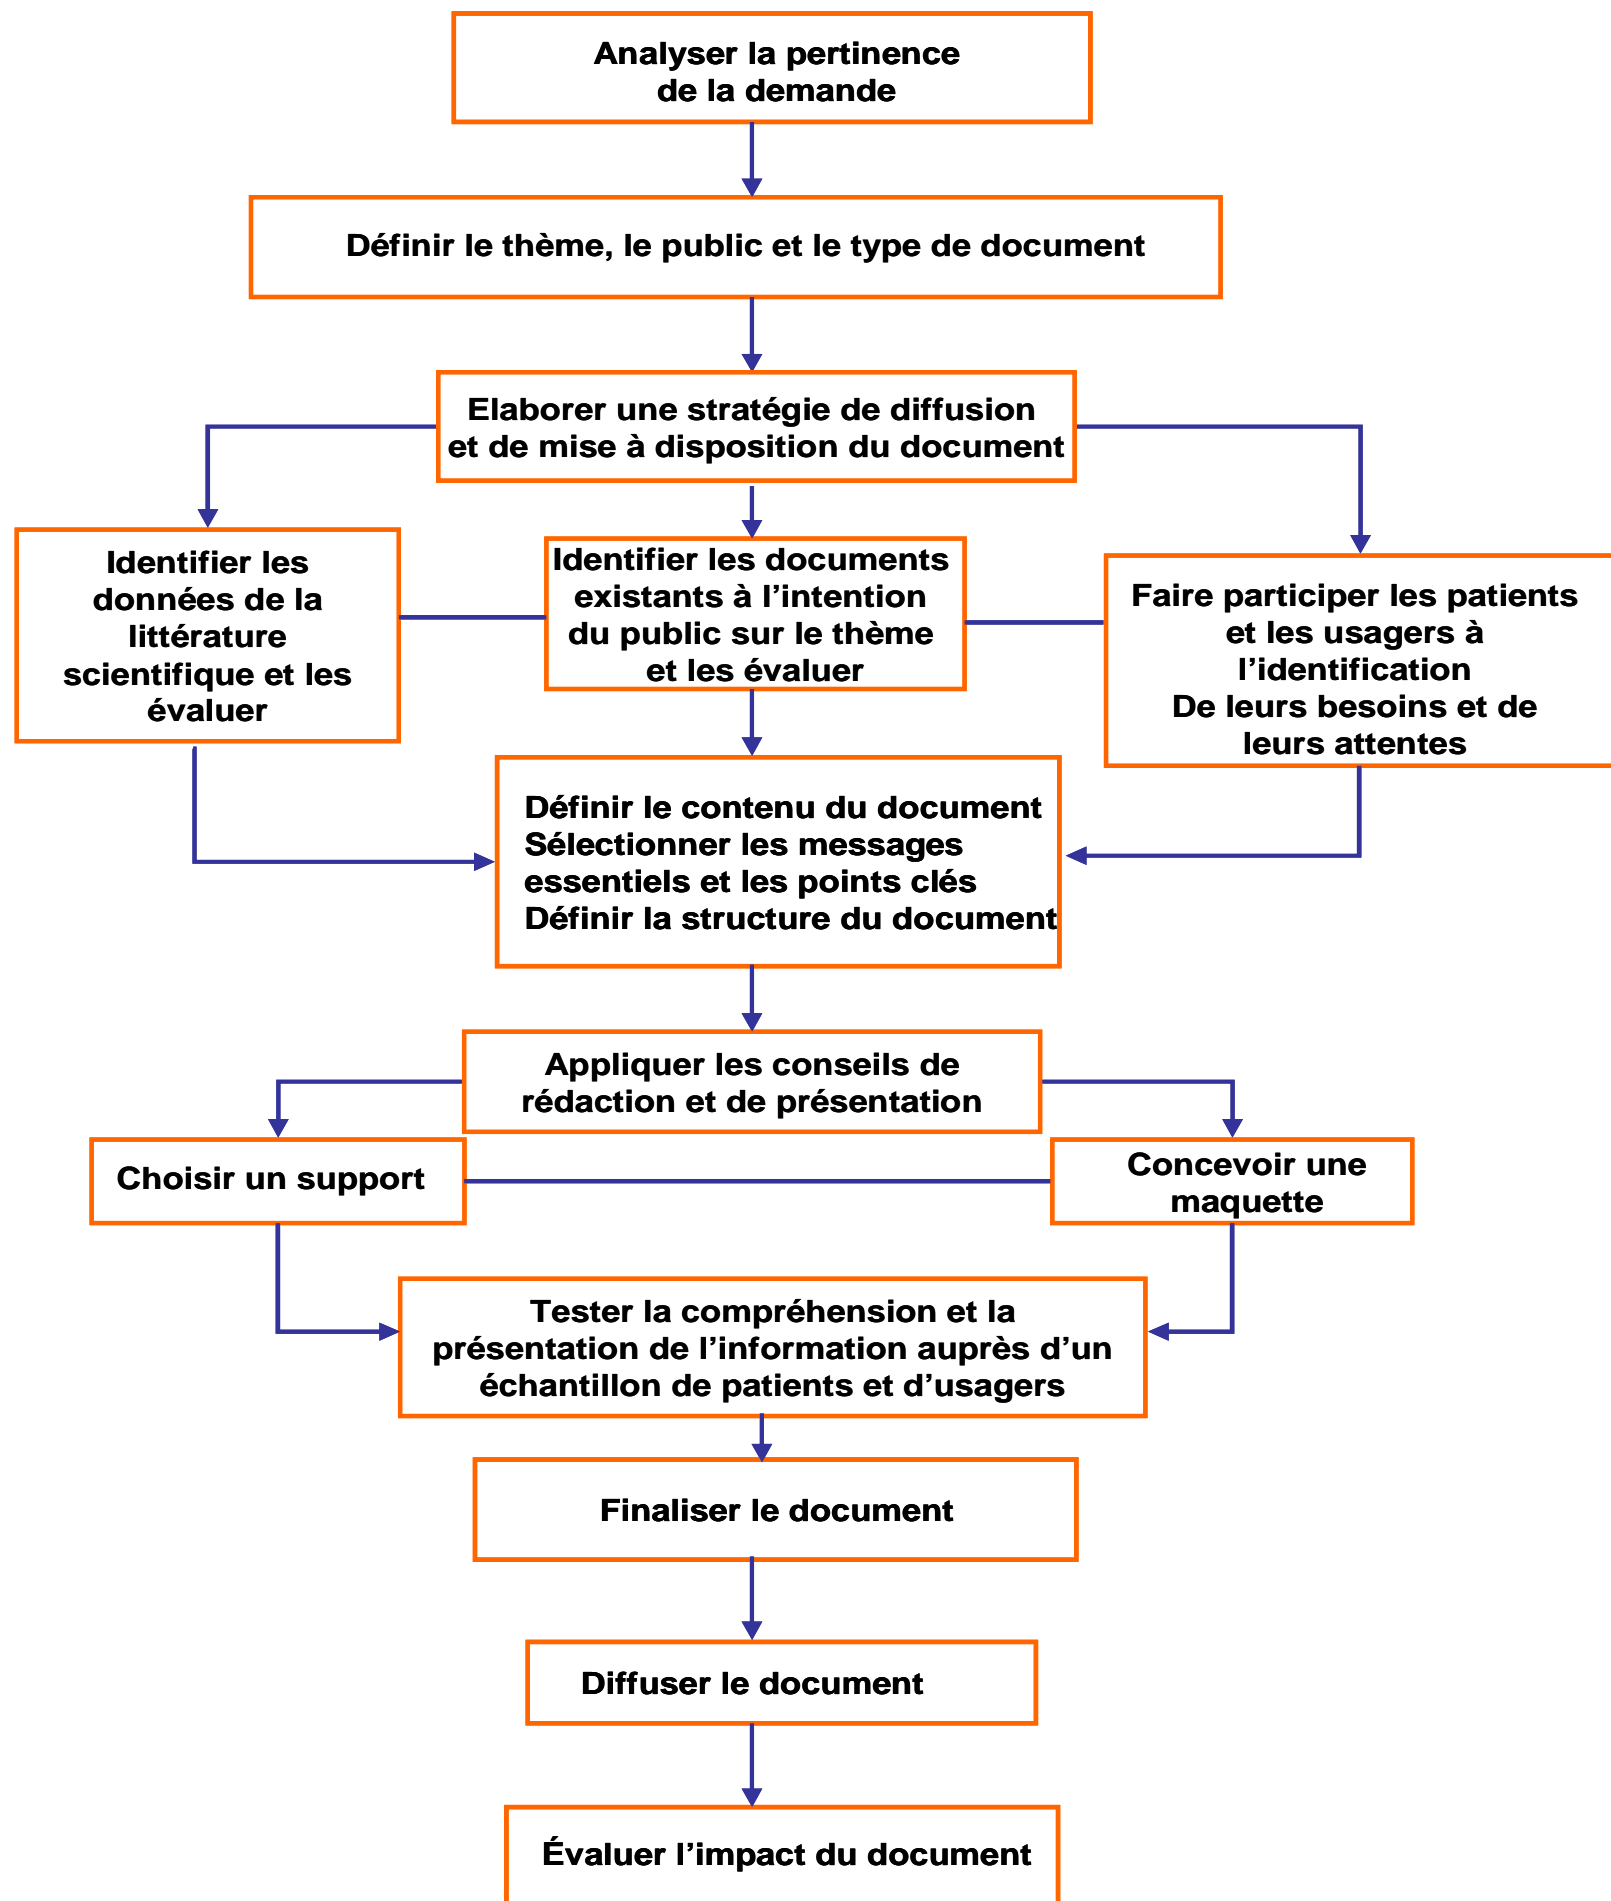 Analyser la pertinence
de la demande
Définir le thème, le public et le type de document
Elaborer une stratégie de diffusion
et de mise à disposition du document
Identifier les
données de la
littérature
scientifique et les
évaluer
Identifier les documents
existants à l’intention
du public sur le thème
et les évaluer
Faire participer les patients
et les usagers à
l’identification
De leurs besoins et de
leurs attentes
Définir le contenu du document
Sélectionner les messages
essentiels et les points clés
Définir la structure du document
Appliquer les conseils de
rédaction et de présentation
Choisir un support
Concevoir une
maquette
Tester la compréhension et la
présentation de l’information auprès d’un
échantillon de patients et d’usagers
Finaliser le document
Diffuser le document
Évaluer l’impact du document